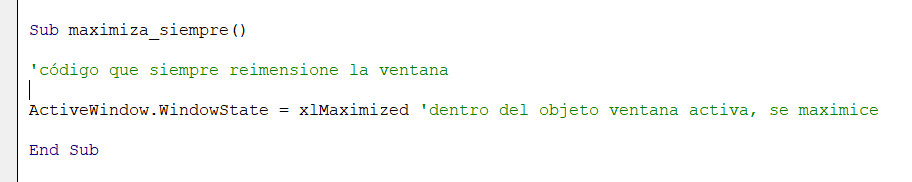 Sub maximiza_siempre()
'código que siempre reimensione la ventana
ActiveWindow.WindowState = xlMaximized 'dentro del objeto ventana activa, se maximice
End Sub